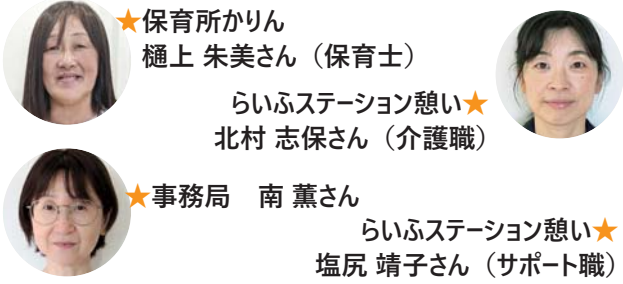 ★保育所かりん
樋上 朱美さん（保育士）
らいふステーション憩い★
北村 志保さん（介護職）
★事務局　南 薫さん
らいふステーション憩い★
塩尻 靖子さん（サポート職）